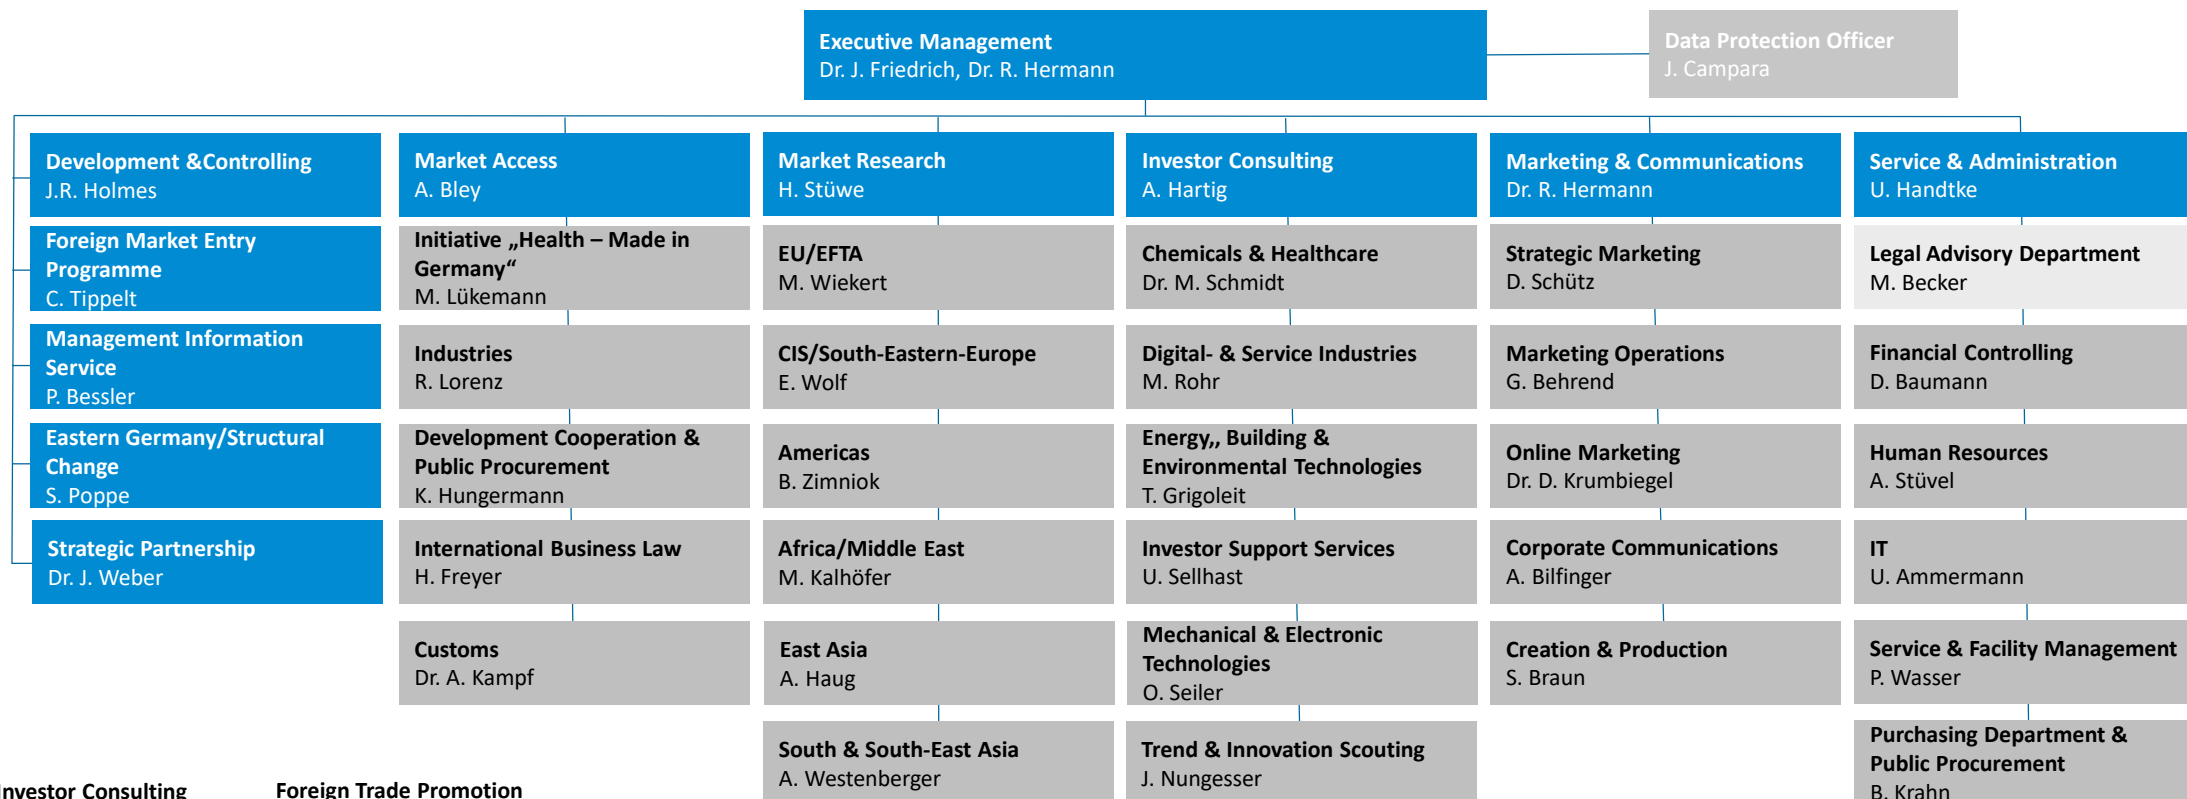 Executive Management
Dr. J. Friedrich, Dr. R. Hermann
Data Protection Officer
J. Campara
Development &Controlling
J.R. Holmes
Foreign Market Entry
Programme
C. Tippelt
Management Information
Service
P. Bessler
Eastern Germany/Structural
Change
S. Poppe
Strategic Partnership
Dr. J. Weber
Market Access
A. Bley
Initiative „Health – Made in
Germany“
M. Lükemann
Industries
R. Lorenz
Development Cooperation &
Public Procurement
K. Hungermann
International Business Law
H. Freyer
Customs
Dr. A. Kampf
Market Research
H. Stüwe
EU/EFTA
M. Wiekert
CIS/South-Eastern-Europe
E. Wolf
Americas
B. Zimniok
Africa/Middle East
M. Kalhöfer
East Asia
A. Haug
South & South-East Asia
A. Westenberger
Investor Consulting
A. Hartig
Chemicals & Healthcare
Dr. M. Schmidt
Digital- & Service Industries
M. Rohr
Energy,, Building &
Environmental Technologies
T. Grigoleit
Investor Support Services
U. Sellhast
Mechanical & Electronic
Technologies
O. Seiler
Trend & Innovation Scouting
J. Nungesser
Marketing & Communications
Dr. R. Hermann
Strategic Marketing
D. Schütz
Marketing Operations
G. Behrend
Online Marketing
Dr. D. Krumbiegel
Corporate Communications
A. Bilfinger
Creation & Production
S. Braun
Service & Administration
U. Handtke
Legal Advisory Department
M. Becker
Financial Controlling
D. Baumann
Human Resources
A. Stüvel
IT
U. Ammermann
Service & Facility Management
P. Wasser
Purchasing Department &
Public Procurement
B. Krahn
Investor Consulting
Foreign Trade Promotion